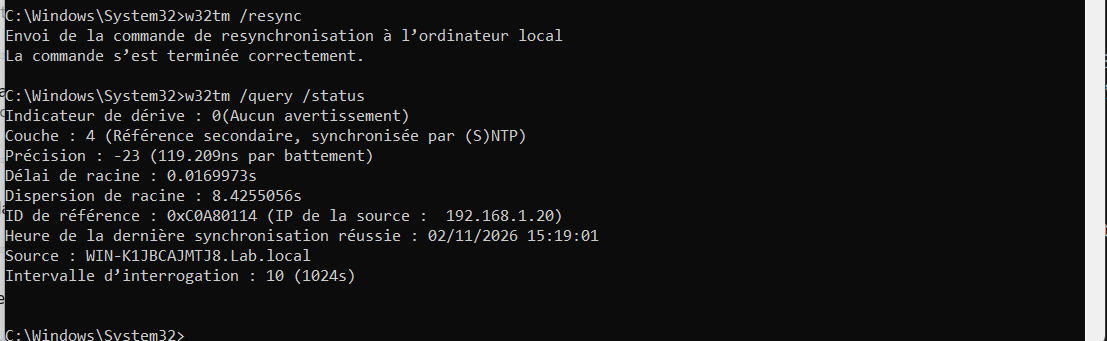 C:\Windows\System32>w32tm /resync
Envoi de la commande de resynchronisation à l’ordinateur local
La commande s’est terminée correctement.
C:\Windows\System32>w32tm /query /status
Indicateur de dérive : 0(Aucun avertissement)
Couche : 4 (Référence secondaire, synchronisée par (S)NTP)
Précision : -23 (119.209ns par battement)
Délai de racine : 0.0169973s
Dispersion de racine : 8.4255056s
ID de référence : 0xC0A80114 (IP de la source :  192.168.1.20)
Heure de la dernière synchronisation réussie : 02/11/2026 15:19:01
Source : WIN-K1JBCAJMTJ8.Lab.local
Intervalle d’interrogation : 10 (1024s)
C:\Windows\System32>